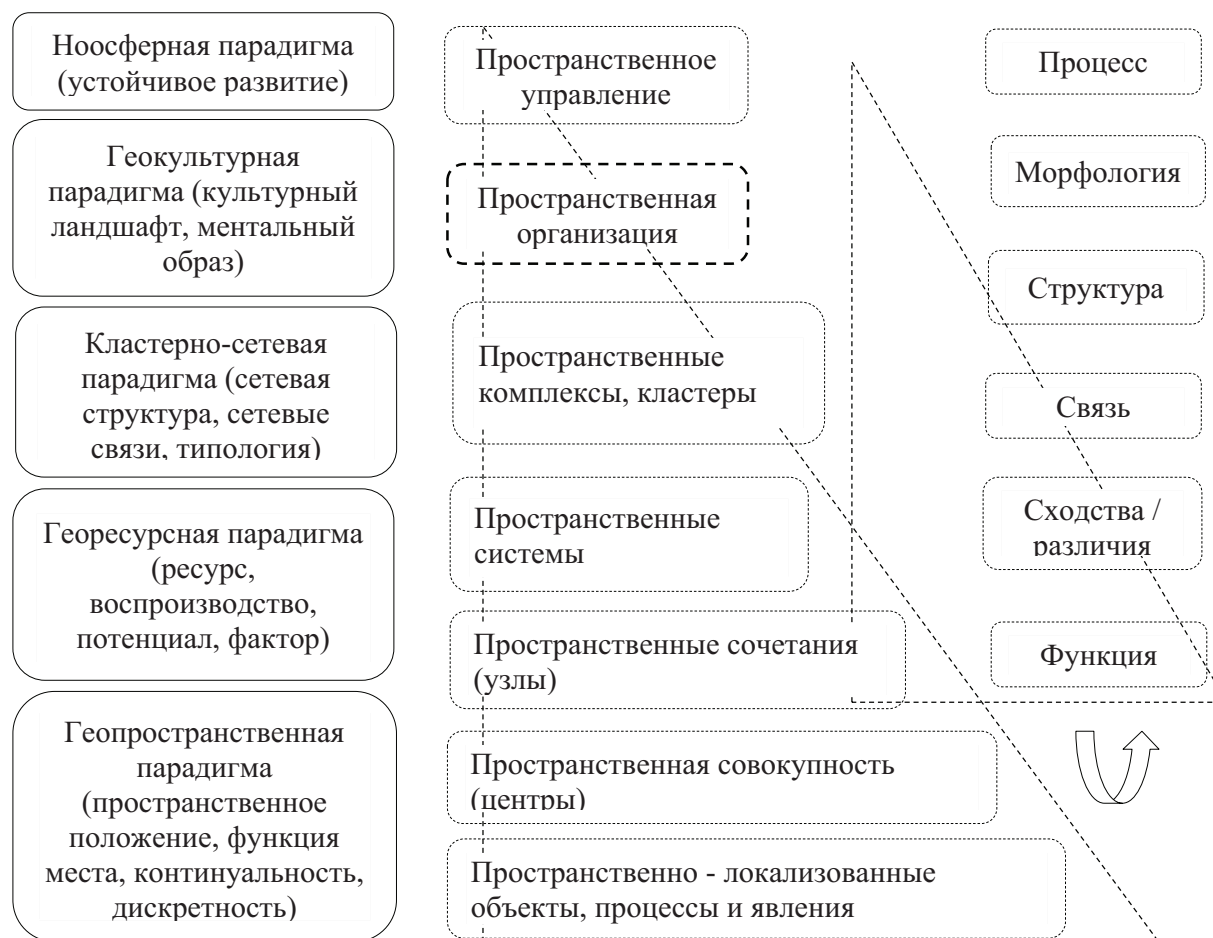 Ноосферная парадигма
(устойчивое развитие)
Геокультурная
парадигма (культурный
ландшафт, ментальный
образ)
Кластерно-сетевая
парадигма (сетевая
структура, сетевые
связи, типология)
Георесурсная парадигма
(ресурс,
воспроизводство,
потенциал, фактор)
Геопространственная
парадигма
(пространственное
положение, функция
места, континуальность,
дискретность)
Пространственное
управление
Пространственная
организация
Пространственные
комплексы, кластеры
Пространственные
системы
Пространственные сочетания
(узлы)
Пространственная совокупность
(центры)
Пространственно - локализованные
объекты, процессы и явления
Процесс
Морфология
Структура
Связь
Сходства /
различия
Функция